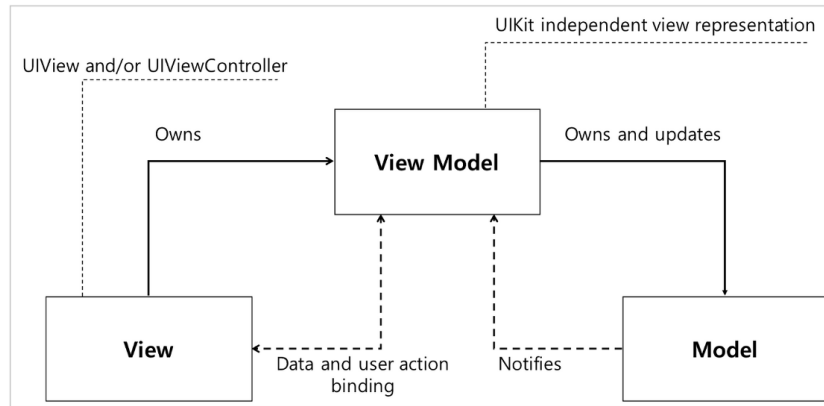 UIKit independent view representation
UIView and/or UIViewController
Owns
Owns and updates
View Model
View
Data and user action
binding
Notifies
Model